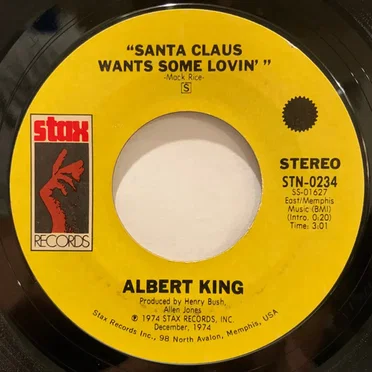 "SANTA CLAUS
WANTS SOME LOVIN'"
-Mack Rice-
S
stax
RECORDS
STEREO
STN-0234
SS-01627
East/Memphis
Music (BMI)
(Intro. 0:20)
Time: 3:01
ALBERT KING
Produced by Henry Bush,
Allen Jones
℗ 1974 STAX RECORDS, INC.
December, 1974
Stax Records Inc., 98 North Avalon, Memphis, USA